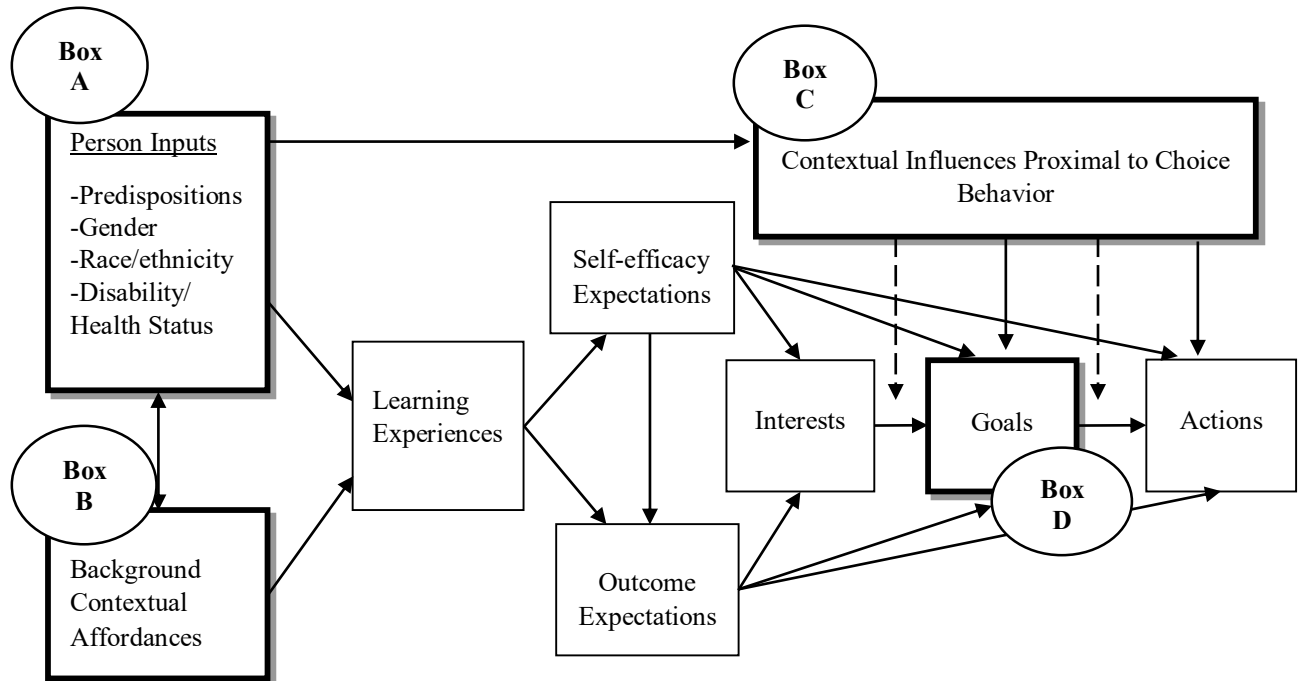 Box
A
Person Inputs
-Predispositions
-Gender
-Race/ethnicity
-Disability/
Health Status
Box
B
Background
Contextual
Affordances
Learning
Experiences
Self-efficacy
Expectations
Outcome
Expectations
Box
C
Contextual Influences Proximal to Choice
Behavior
Interests
Goals
Box
D
Actions